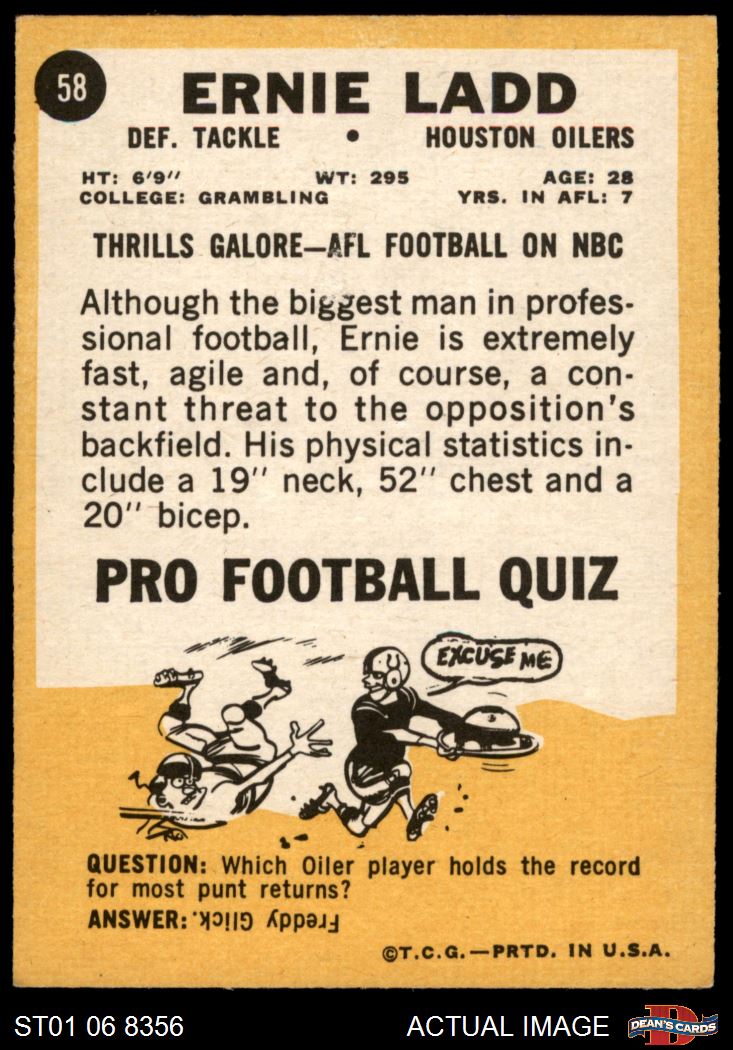 58
ERNIE LADD
DEF. TACKLE • HOUSTON OILERS
HT: 6'9" WT: 295 AGE: 28
COLLEGE: GRAMBLING YRS. IN AFL: 7
THRILLS GALORE—AFL FOOTBALL ON NBC
Although the biggest man in profes-
sional football, Ernie is extremely
fast, agile and, of course, a con-
stant threat to the opposition's
backfield. His physical statistics in-
clude a 19" neck, 52" chest and a
20" bicep.
PRO FOOTBALL QUIZ
EXCUSE ME
QUESTION: Which Oiler player holds the record
for most punt returns?
ANSWER: Freddy Glick.
©T.C.G.—PRTD. IN U.S.A.
ST01 06 8356 ACTUAL IMAGE DEAN'S CARDS